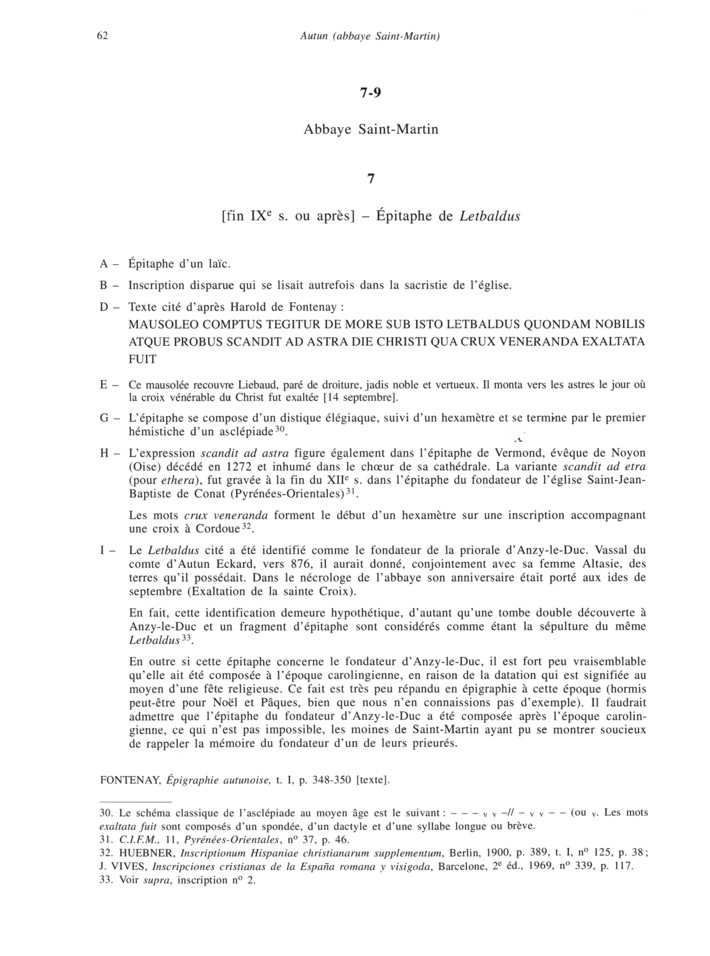 62
Autun (abbaye Saint-Martin)
7-9
Abbaye Saint-Martin
7
[fin IXe s. ou après] – Épitaphe de Letbaldus
A – Épitaphe d'un laïc.
B – Inscription disparue qui se lisait autrefois dans la sacristie de l'église.
D – Texte cité d'après Harold de Fontenay :
MAUSOLEO COMPTUS TEGITUR DE MORE SUB ISTO LETBALDUS QUONDAM NOBILIS
ATQUE PROBUS SCANDIT AD ASTRA DIE CHRISTI QUA CRUX VENERANDA EXALTATA
FUIT
E – Ce mausolée recouvre Liebaud, paré de droiture, jadis noble et vertueux. Il monta vers les astres le jour où
la croix vénérable du Christ fut exaltée [14 septembre].
G – L'épitaphe se compose d'un distique élégiaque, suivi d'un hexamètre et se termine par le premier
hémistiche d'un asclépiade 30.
H – L'expression scandit ad astra figure également dans l'épitaphe de Vermond, évêque de Noyon
(Oise) décédé en 1272 et inhumé dans le chœur de sa cathédrale. La variante scandit ad etra
(pour ethera), fut gravée à la fin du XIIe s. dans l'épitaphe du fondateur de l'église Saint-Jean-
Baptiste de Conat (Pyrénées-Orientales) 31.
Les mots crux veneranda forment le début d'un hexamètre sur une inscription accompagnant
une croix à Cordoue 32.
I – Le Letbaldus cité a été identifié comme le fondateur de la priorale d'Anzy-le-Duc. Vassal du
comte d'Autun Eckard, vers 876, il aurait donné, conjointement avec sa femme Altasie, des
terres qu'il possédait. Dans le nécrologe de l'abbaye son anniversaire était porté aux ides de
septembre (Exaltation de la sainte Croix).
En fait, cette identification demeure hypothétique, d'autant qu'une tombe double découverte à
Anzy-le-Duc et un fragment d'épitaphe sont considérés comme étant la sépulture du même
Letbaldus 33.
En outre si cette épitaphe concerne le fondateur d'Anzy-le-Duc, il est fort peu vraisemblable
qu'elle ait été composée à l'époque carolingienne, en raison de la datation qui est signifiée au
moyen d'une fête religieuse. Ce fait est très peu répandu en épigraphie à cette époque (hormis
peut-être pour Noël et Pâques, bien que nous n'en connaissions pas d'exemple). Il faudrait
admettre que l'épitaphe du fondateur d'Anzy-le-Duc a été composée après l'époque carolin-
gienne, ce qui n'est pas impossible, les moines de Saint-Martin ayant pu se montrer soucieux
de rappeler la mémoire du fondateur d'un de leurs prieurés.
FONTENAY, Épigraphie autunoise, t. I, p. 348-350 [texte].
30. Le schéma classique de l'asclépiade au moyen âge est le suivant : – – – v v –// – v v – – (ou v. Les mots
exaltata fuit sont composés d'un spondée, d'un dactyle et d'une syllabe longue ou brève.
31. C.I.F.M., 11, Pyrénées-Orientales, no 37, p. 46.
32. HUEBNER, Inscriptionum Hispaniae christianarum supplementum, Berlin, 1900, p. 389, t. I, no 125, p. 38 ;
J. VIVES, Inscripciones cristianas de la España romana y visigoda, Barcelone, 2e éd., 1969, no 339, p. 117.
33. Voir supra, inscription no 2.